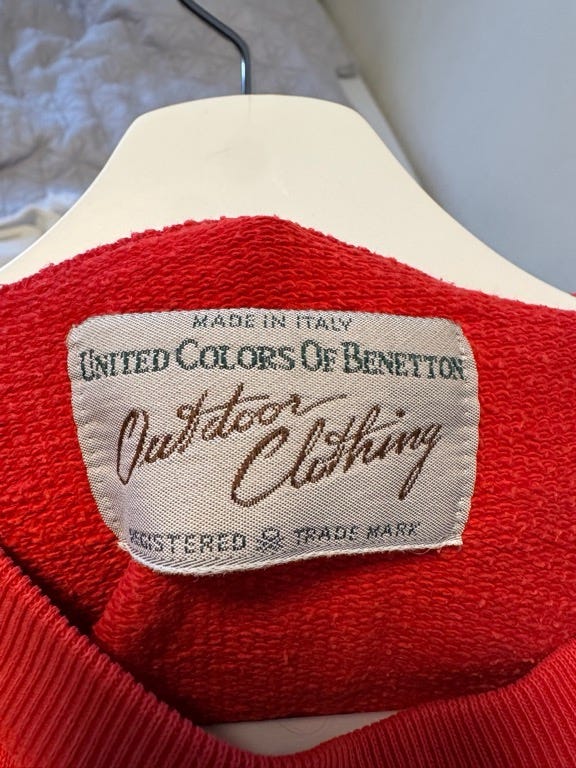 MADE IN ITALY
UNITED COLORS OF BENETTON
Outdoor
Clothing
REGISTERED TRADE MARK